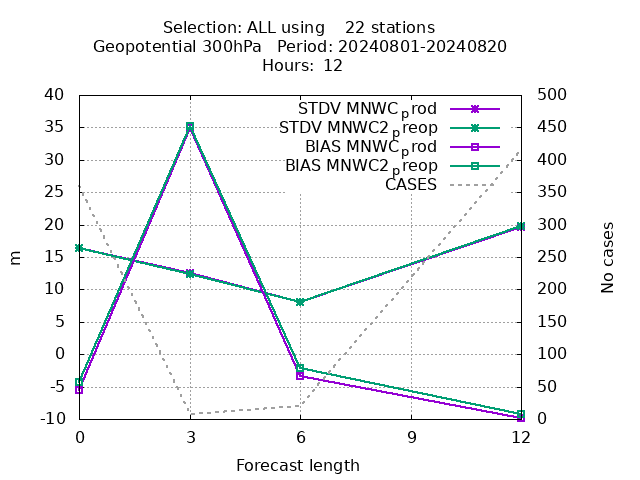 Selection: ALL using 22 stations
Geopotential 300hPa Period: 20240801-20240820
Hours: 12
40 500
35 450
30 400
25 350
20 300
15 250
10 200
5 150
0 100
-5 50
-10 0
STDV MNWC_prod
STDV MNWC2_preop
BIAS MNWC_prod
BIAS MNWC2_preop
CASES
m
No cases
0 3 6 9 12
Forecast length